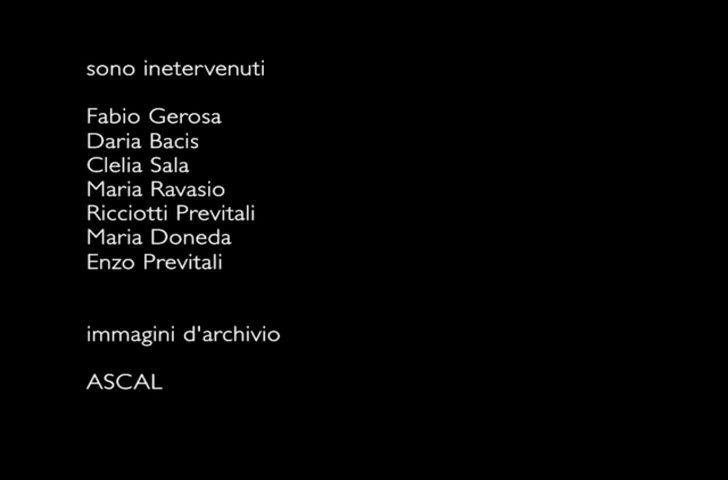 sono inetervenuti
Fabio Gerosa
Daria Bacis
Clelia Sala
Maria Ravasio
Ricciotti Previtali
Maria Doneda
Enzo Previtali
immagini d'archivio
ASCAL